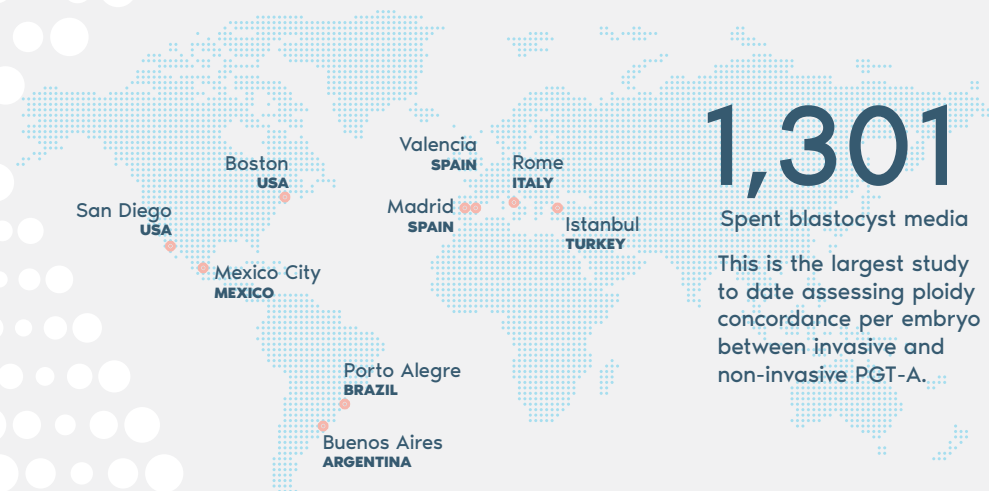 Boston
USA
San Diego
USA
Mexico City
MEXICO
Valencia
SPAIN
Madrid
SPAIN
Rome
ITALY
Istanbul
TURKEY
Porto Alegre
BRAZIL
Buenos Aires
ARGENTINA
1,301
Spent blastocyst media
This is the largest study
to date assessing ploidy
concordance per embryo
between invasive and
non-invasive PGT-A.